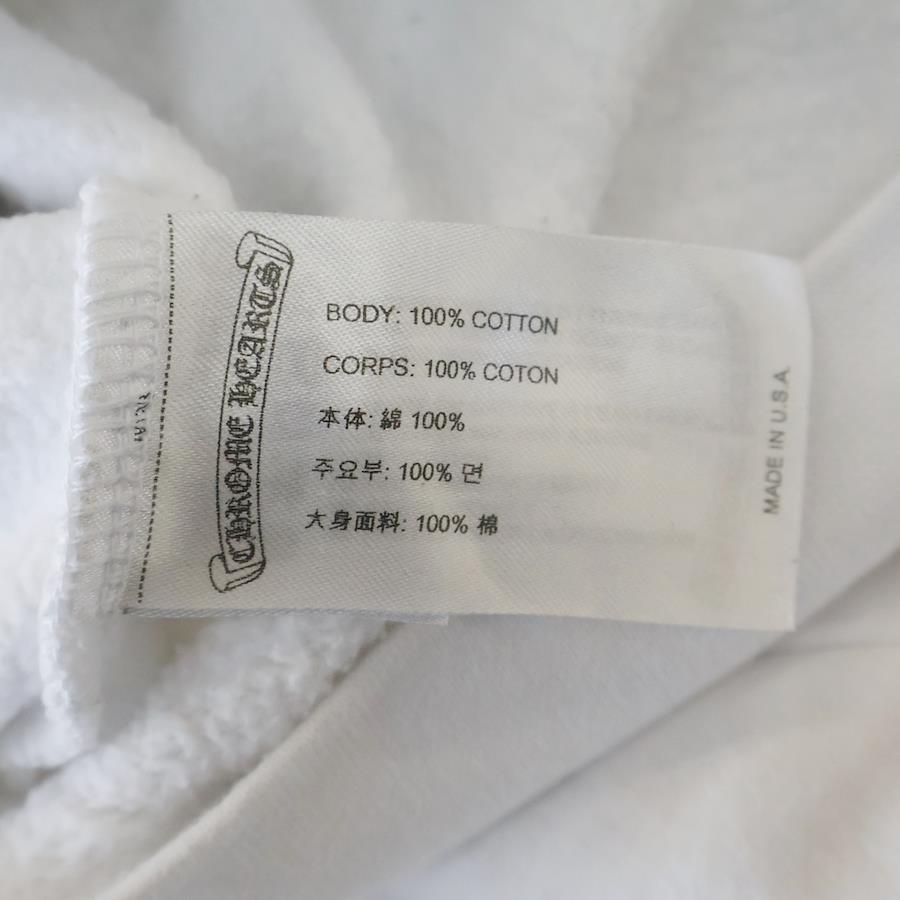 CHROME HEARTS
BODY: 100% COTTON
CORPS: 100% COTON
本体: 綿 100%
주요부: 100% 면
大身面料: 100% 棉
MADE IN U.S.A.